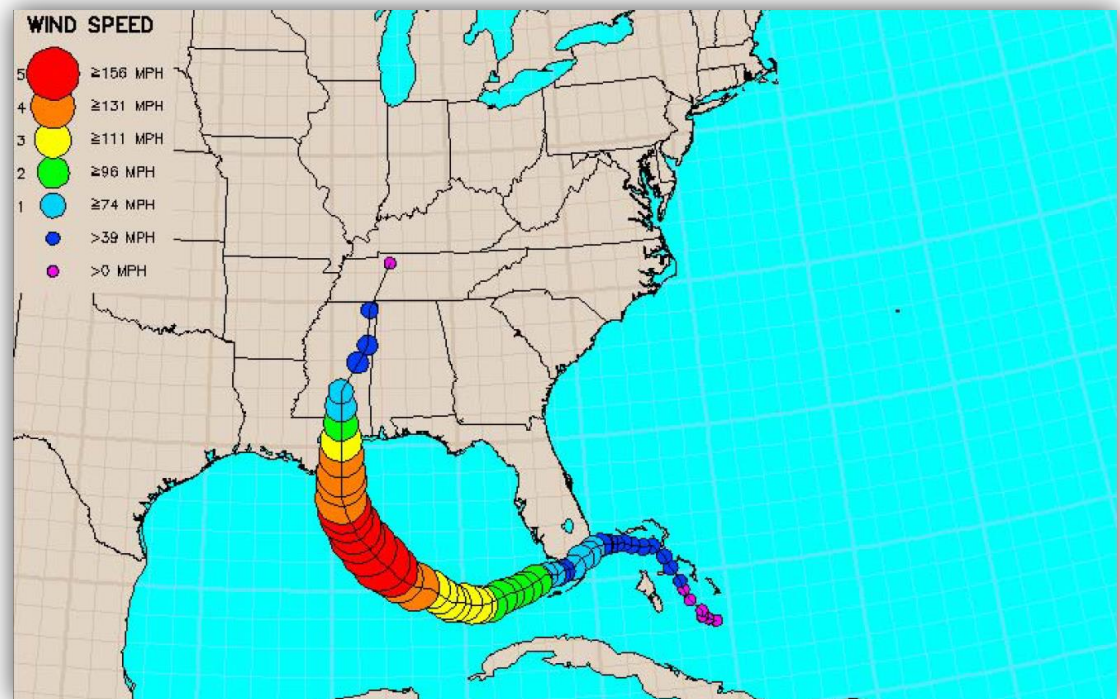 WIND SPEED
5 ≥156 MPH
4 ≥131 MPH
3 ≥111 MPH
2 ≥96 MPH
1 ≥74 MPH
>39 MPH
>0 MPH